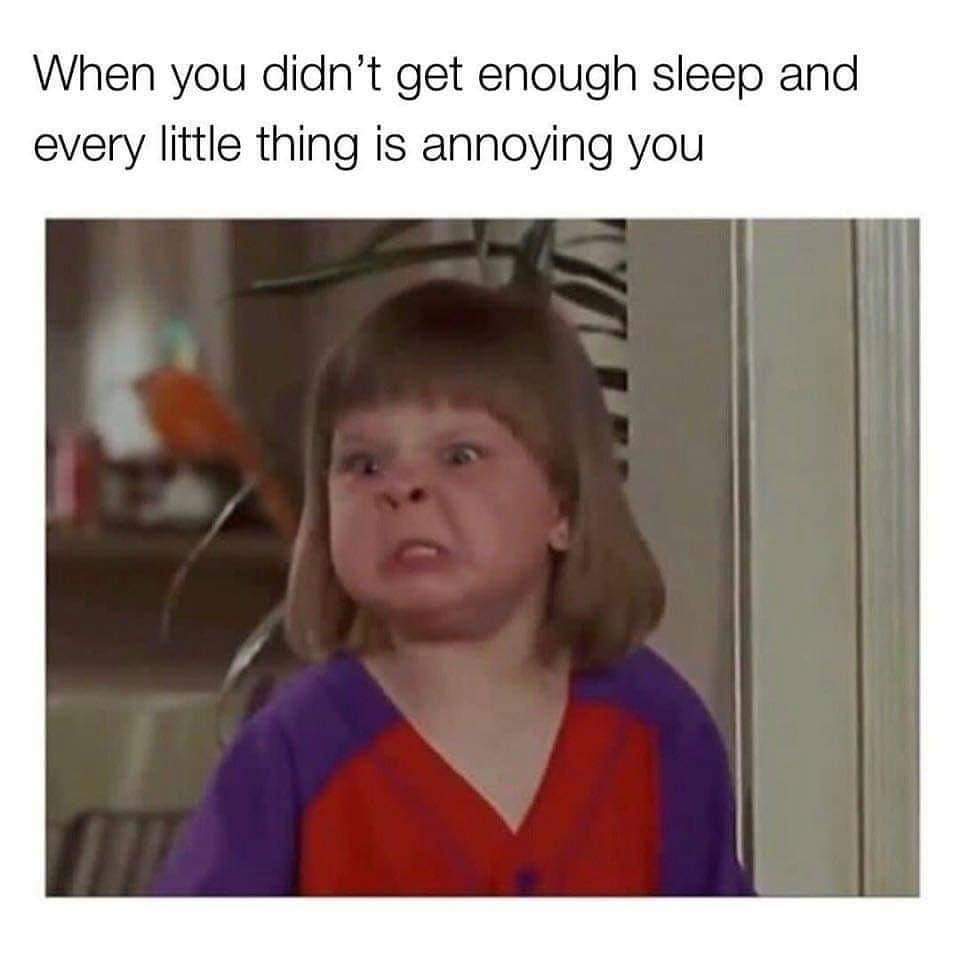 When you didn’t get enough sleep and
every little thing is annoying you